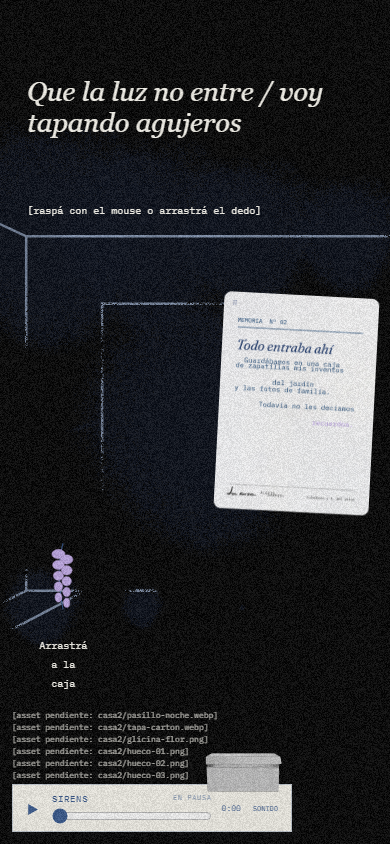 Que la luz no entre / voy
tapando agujeros
[raspá con el mouse o arrastrá el dedo]
MEMORIA Nº 02
Todo entraba ahí
Guardábamos en una caja
de zapatillas mis inventos
del jardín
y las fotos de familia.
Todavía no les decíamos
Arrastrá
a la
caja
[asset pendiente: casa2/pasillo-noche.webp]
[asset pendiente: casa2/tapa-carton.webp]
[asset pendiente: casa2/glicina-flor.png]
[asset pendiente: casa2/hueco-01.png]
[asset pendiente: casa2/hueco-02.png]
[asset pendiente: casa2/hueco-03.png]
SIRENS
EN PAUSA
0:00
SONIDO